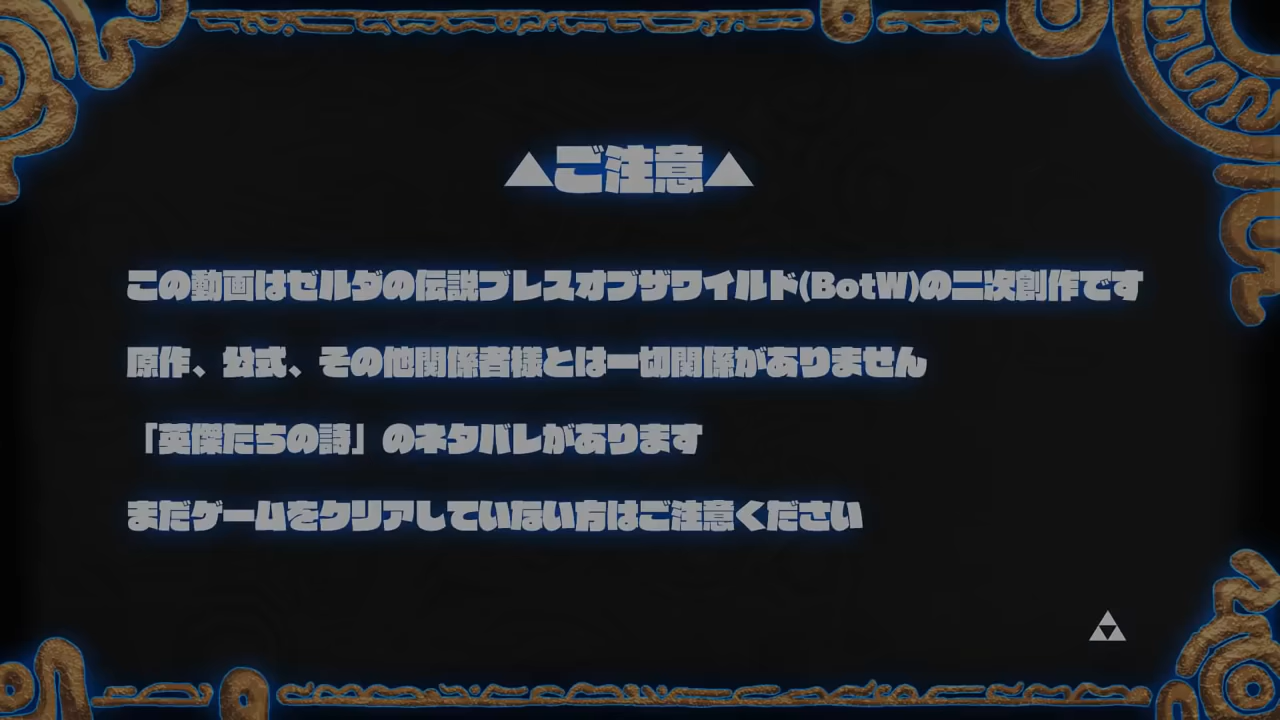 ▲ご注意▲
この動画はゼルダの伝説ブレスオブザワイルド(BotW)の二次創作です
原作、公式、その他関係者様とは一切関係がありません
「英傑たちの詩」のネタバレがあります
まだゲームをクリアしていない方はご注意ください